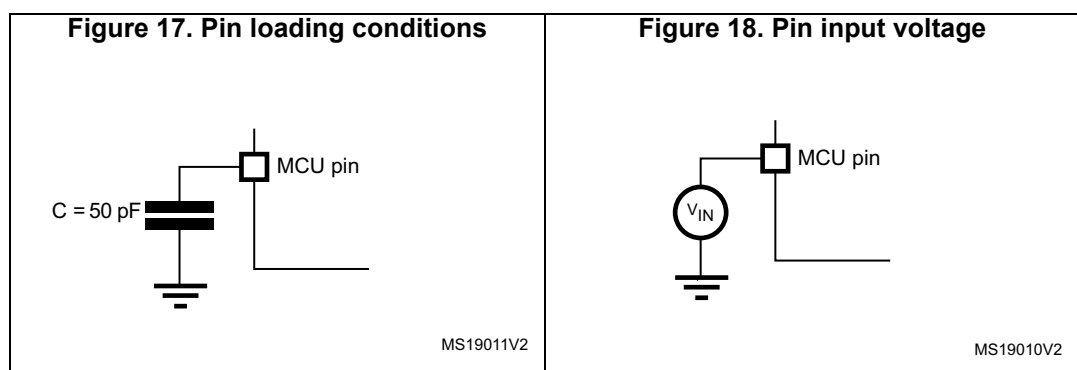 Figure 17. Pin loading conditions
MCU pin
C = 50 pF
MS19011V2
Figure 18. Pin input voltage
MCU pin
VIN
MS19010V2